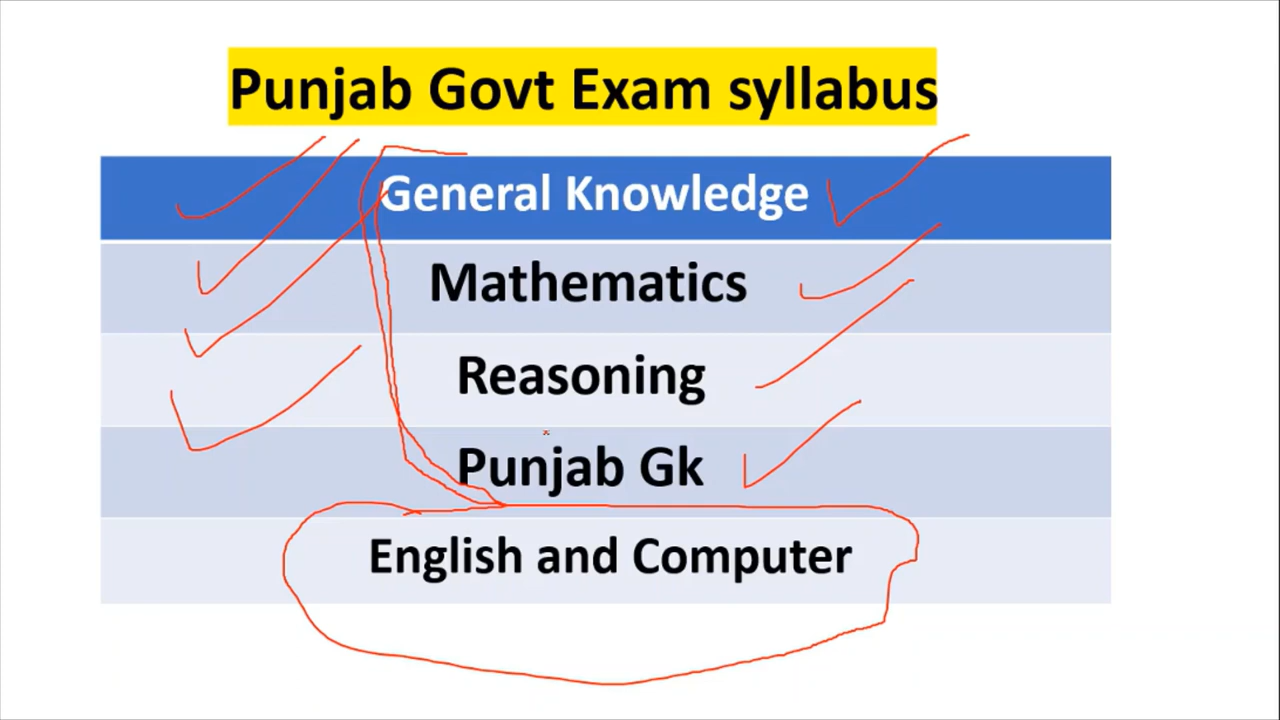 Punjab Govt Exam syllabus
General Knowledge
Mathematics
Reasoning
Punjab Gk
English and Computer